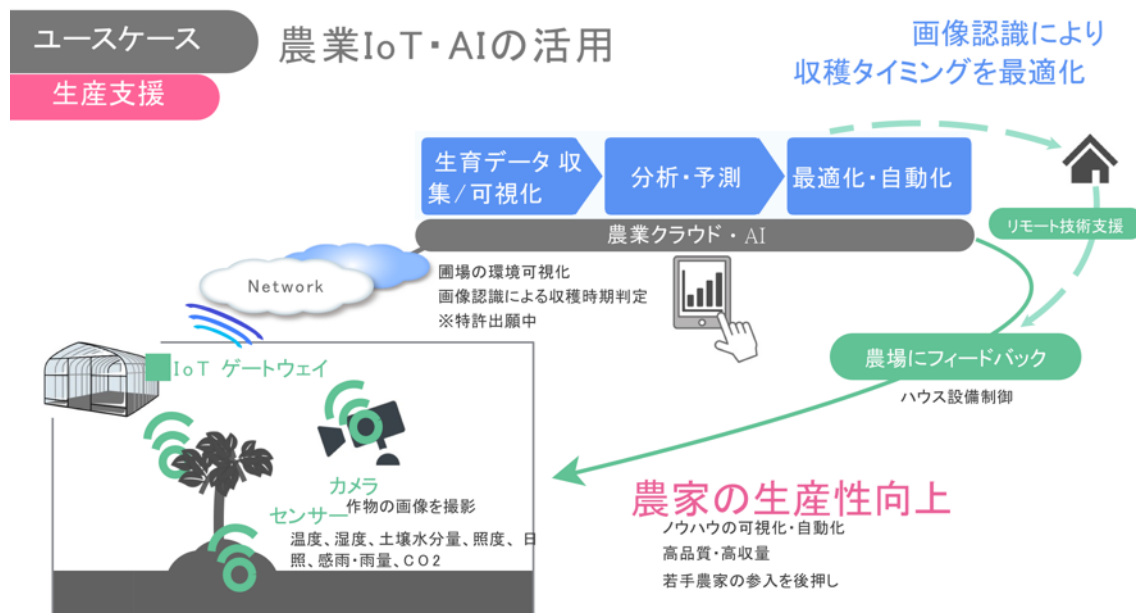 ユースケース
農業IoT・AIの活用
生産支援
画像認識により
収穫タイミングを最適化
生育データ 収
集/可視化
分析・予測
最適化・自動化
農業クラウド・AI
リモート技術支援
Network
圃場の環境可視化
画像認識による収穫時期判定
※特許出願中
農場にフィードバック
ハウス設備制御
IoT ゲートウェイ
カメラ
作物の画像を撮影
センサー
温度、湿度、土壌水分量、照度、日
照、感雨・雨量、CO2
農家の生産性向上
ノウハウの可視化・自動化
高品質・高収量
若手農家の参入を後押し